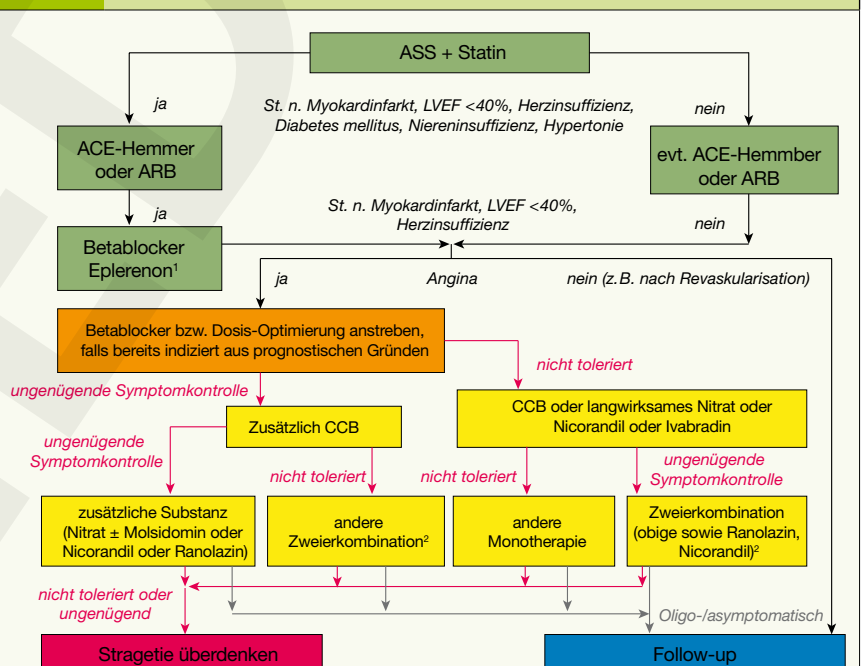 ASS + Statin
ja
St. n. Myokardinfarkt, LVEF <40%, Herzinsuffizienz,
Diabetes mellitus, Niereninsuffizienz, Hypertonie
nein
ACE-Hemmer
oder ARB
evt. ACE-Hemmber
oder ARB
ja
St. n. Myokardinfarkt, LVEF <40%,
Herzinsuffizienz
nein
Betablocker
Eplerenon¹
ja
Angina
nein (z.B. nach Revaskularisation)
Betablocker bzw. Dosis-Optimierung anstreben,
falls bereits indiziert aus prognostischen Gründen
nicht toleriert
ungenügende Symptomkontrolle
Zusätzlich CCB
CCB oder langwirksames Nitrat oder
Nicorandil oder Ivabradin
ungenügende
Symptomkontrolle
nicht toleriert
nicht toleriert
ungenügende
Symptomkontrolle
zusätzliche Substanz
(Nitrat ± Molsidomin oder
Nicorandil oder Ranolazin)
andere
Zweierkombination²
andere
Monotherapie
Zweierkombination
(obige sowie Ranolazin,
Nicorandil)²
nicht toleriert oder
ungenügend
Oligo-/asymptomatisch
Stragetie überdenken
Follow-up